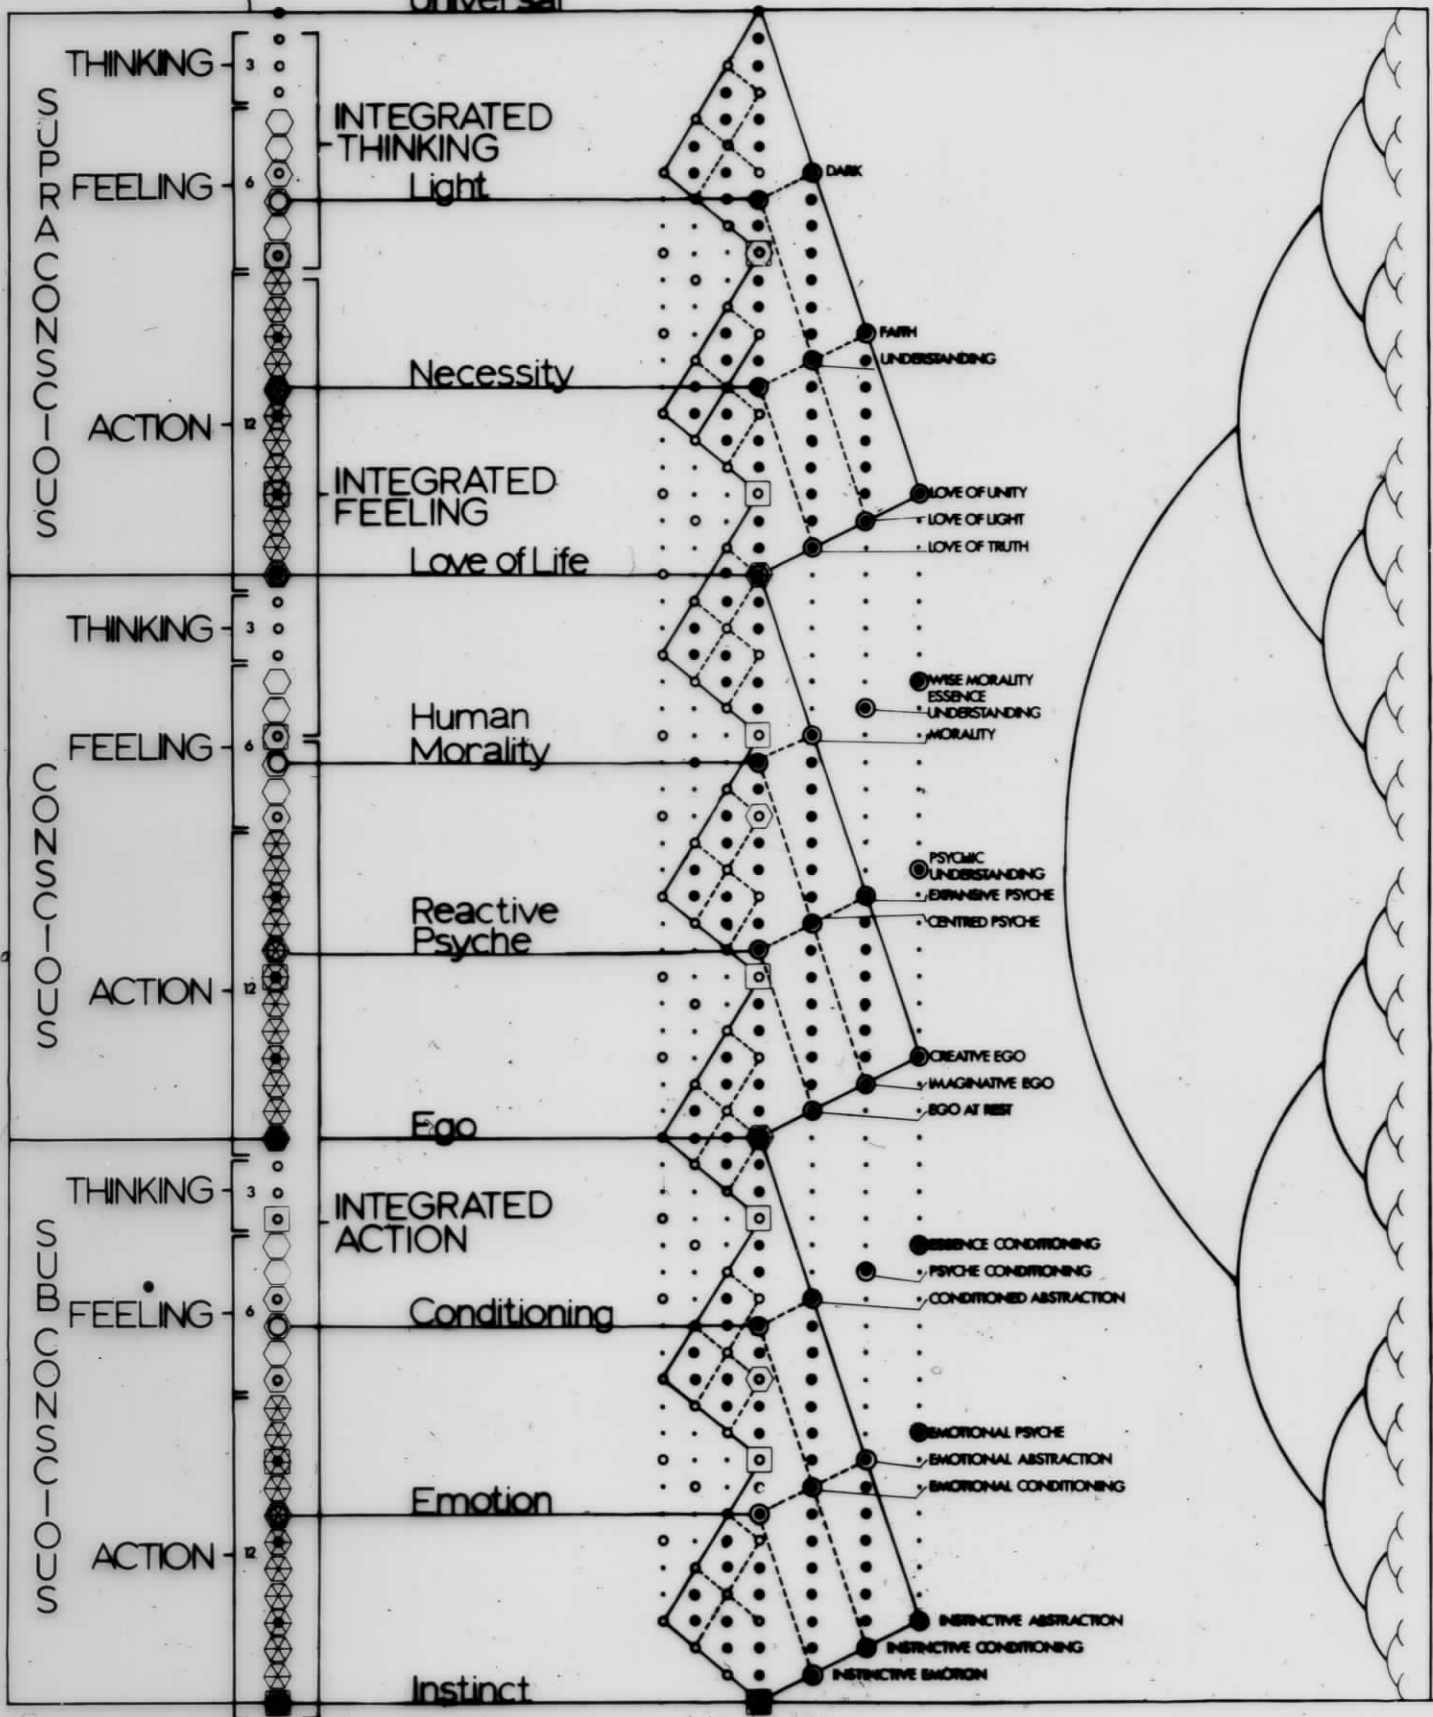 Universal
SUPRACONSCIOUS
THINKING
3
FEELING
6
ACTION
12
INTEGRATED
THINKING
Light
Necessity
INTEGRATED
FEELING
Love of Life
DARK
FAITH
UNDERSTANDING
LOVE OF UNITY
LOVE OF LIGHT
LOVE OF TRUTH
CONSCIOUS
THINKING
3
FEELING
6
ACTION
12
Human
Morality
Reactive
Psyche
Ego
WISE MORALITY
ESSENCE
UNDERSTANDING
MORALITY
PSYCHIC
UNDERSTANDING
EXPANSIVE PSYCHE
CENTRED PSYCHE
CREATIVE EGO
IMAGINATIVE EGO
EGO AT REST
SUBCONSCIOUS
THINKING
3
FEELING
6
ACTION
12
INTEGRATED
ACTION
Conditioning
Emotion
Instinct
ESSENCE CONDITIONING
PSYCHE CONDITIONING
CONDITIONED ABSTRACTION
EMOTIONAL PSYCHE
EMOTIONAL ABSTRACTION
EMOTIONAL CONDITIONING
INSTINCTIVE ABSTRACTION
INSTINCTIVE CONDITIONING
INSTINCTIVE EMOTION